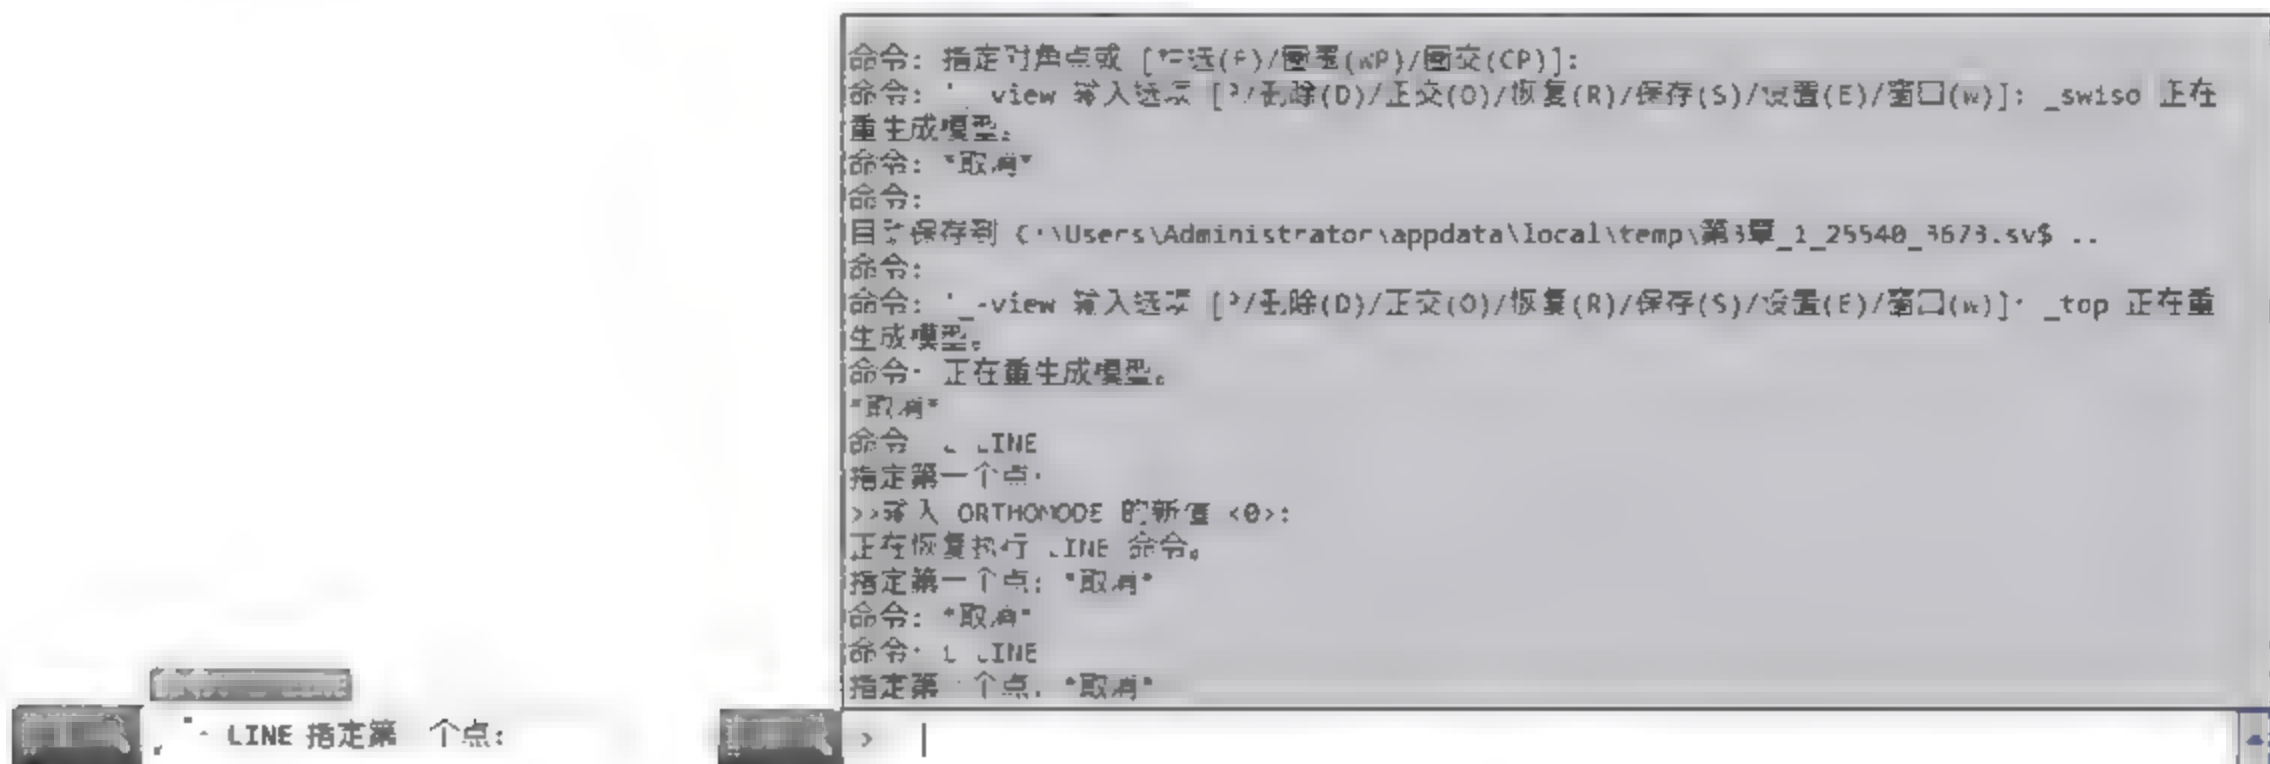 命令: 指定对角点或 [栏选(F)/圈围(WP)/圈交(CP)]:
命令: '_-view 输入选项 [?/删除(D)/正交(O)/恢复(R)/保存(S)/设置(E)/窗口(W)]: _swiso 正在
重生成模型。
命令: *取消*
命令:
自动保存到 C:\Users\Administrator\appdata\local\temp\第3章_1_25540_3673.sv$ ...
命令:
命令: '_-view 输入选项 [?/删除(D)/正交(O)/恢复(R)/保存(S)/设置(E)/窗口(W)]: _top 正在重
生成模型。
命令: 正在重生成模型。
*取消*
命令: L LINE
指定第一个点:
>>输入 ORTHOMODE 的新值 <0>:
正在恢复执行 LINE 命令。
指定第一个点: *取消*
命令: *取消*
命令: L LINE
指定第一个点: *取消*
LINE 指定第一个点: